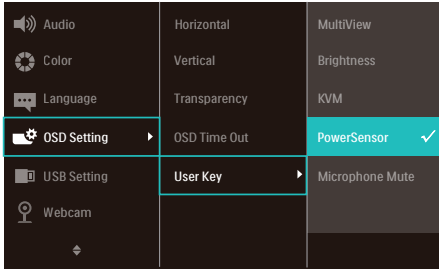 Audio
Color
Language
OSD Setting
USB Setting
Webcam
Horizontal
Vertical
Transparency
OSD Time Out
User Key
MultiView
Brightness
KVM
PowerSensor
Microphone Mute